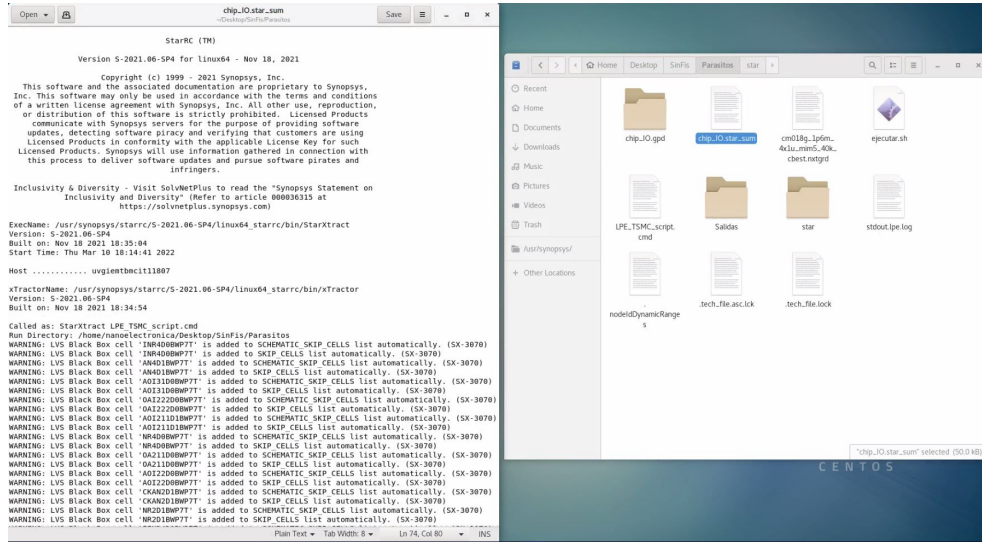 Open
chip_IO.star_sum
~/Desktop/SinFis/Parasitos
Save
StarRC (TM)
Version S-2021.06-SP4 for linux64 - Nov 18, 2021
Copyright (c) 1999 - 2021 Synopsys, Inc.
This software and the associated documentation are proprietary to Synopsys,
Inc. This software may only be used in accordance with the terms and conditions
of a written license agreement with Synopsys, Inc. All other use, reproduction,
or distribution of this software is strictly prohibited. Licensed Products
communicate with Synopsys servers for the purpose of providing software
updates, detecting software piracy and verifying that customers are using
Licensed Products in conformity with the applicable License Key for such
Licensed Products. Synopsys will use information gathered in connection with
this process to deliver software updates and pursue software pirates and
infringers.
Inclusivity & Diversity - Visit SolvNetPlus to read the "Synopsys Statement on
Inclusivity and Diversity" (Refer to article 000036315 at
https://solvnetplus.synopsys.com)
ExecName: /usr/synopsys/starrc/S-2021.06-SP4/linux64_starrc/bin/StarXtract
Version: S-2021.06-SP4
Built on: Nov 18 2021 18:35:04
Start Time: Thu Mar 10 18:14:41 2022
Host ............ uvgiemtbmcit11807
xTractorName: /usr/synopsys/starrc/S-2021.06-SP4/linux64_starrc/bin/xTractor
Version: S-2021.06-SP4
Built on: Nov 18 2021 18:34:54
Called as: StarXtract LPE_TSMC_script.cmd
Run Directory: /home/nanoelectronica/Desktop/SinFis/Parasitos
WARNING: LVS Black Box cell 'INR4D0BWP7T' is added to SCHEMATIC_SKIP_CELLS list automatically. (SX-3070)
WARNING: LVS Black Box cell 'INR4D0BWP7T' is added to SKIP_CELLS list automatically. (SX-3070)
WARNING: LVS Black Box cell 'AN4D1BWP7T' is added to SCHEMATIC_SKIP_CELLS list automatically. (SX-3070)
WARNING: LVS Black Box cell 'AN4D1BWP7T' is added to SKIP_CELLS list automatically. (SX-3070)
WARNING: LVS Black Box cell 'AOI31D0BWP7T' is added to SCHEMATIC_SKIP_CELLS list automatically. (SX-3070)
WARNING: LVS Black Box cell 'AOI31D0BWP7T' is added to SKIP_CELLS list automatically. (SX-3070)
WARNING: LVS Black Box cell 'OAI222D0BWP7T' is added to SCHEMATIC_SKIP_CELLS list automatically. (SX-3070)
WARNING: LVS Black Box cell 'OAI222D0BWP7T' is added to SKIP_CELLS list automatically. (SX-3070)
WARNING: LVS Black Box cell 'AOI211D1BWP7T' is added to SCHEMATIC_SKIP_CELLS list automatically. (SX-3070)
WARNING: LVS Black Box cell 'AOI211D1BWP7T' is added to SKIP_CELLS list automatically. (SX-3070)
WARNING: LVS Black Box cell 'NR4D0BWP7T' is added to SCHEMATIC_SKIP_CELLS list automatically. (SX-3070)
WARNING: LVS Black Box cell 'NR4D0BWP7T' is added to SKIP_CELLS list automatically. (SX-3070)
WARNING: LVS Black Box cell 'OA211D0BWP7T' is added to SCHEMATIC_SKIP_CELLS list automatically. (SX-3070)
WARNING: LVS Black Box cell 'OA211D0BWP7T' is added to SKIP_CELLS list automatically. (SX-3070)
WARNING: LVS Black Box cell 'AOI22D0BWP7T' is added to SCHEMATIC_SKIP_CELLS list automatically. (SX-3070)
WARNING: LVS Black Box cell 'AOI22D0BWP7T' is added to SKIP_CELLS list automatically. (SX-3070)
WARNING: LVS Black Box cell 'CKAN2D1BWP7T' is added to SCHEMATIC_SKIP_CELLS list automatically. (SX-3070)
WARNING: LVS Black Box cell 'CKAN2D1BWP7T' is added to SKIP_CELLS list automatically. (SX-3070)
WARNING: LVS Black Box cell 'NR2D1BWP7T' is added to SCHEMATIC_SKIP_CELLS list automatically. (SX-3070)
WARNING: LVS Black Box cell 'NR2D1BWP7T' is added to SKIP_CELLS list automatically. (SX-3070)
Plain Text
Tab Width: 8
Ln 74, Col 80
INS
Home
Desktop
SinFis
Parasitos
star
Recent
Home
Documents
Downloads
Music
Pictures
Videos
Trash
/usr/synopsys/
+ Other Locations
chip_IO.gpd
chip_IO.star_sum
cm018g_1p6m_
4x1u_mim5_40k_
cbest.nxtgrd
ejecutar.sh
LPE_TSMC_script.
cmd
Salidas
star
stdout.lpe.log
.
nodeIdDynamicRange
s
.tech_file.asc.lck
.tech_file.lock
"chip_IO.star_sum" selected (50.0 kB)
CENTOS